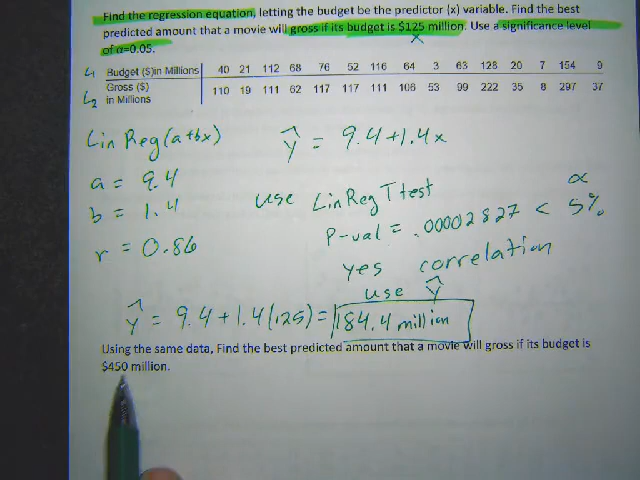 Find the regression equation, letting the budget be the predictor (x) variable. Find the best
predicted amount that a movie will gross if its budget is $125 million. Use a significance level
of α=0.05.
x
L1 Budget ($)in Millions 40 21 112 68 76 52 116 64 3 63 128 20 7 154 9
L2 Gross ($) in Millions 110 19 111 62 117 117 111 106 53 99 222 35 8 297 37
LinReg(a+bx) ŷ = 9.4+1.4x
a = 9.4
b = 1.4
r = 0.86
use LinRegTTest
α
P-val = .00002827 < 5%
yes correlation
use ŷ
ŷ = 9.4+1.4(125)= 184.4 million
Using the same data, Find the best predicted amount that a movie will gross if its budget is
$450 million.